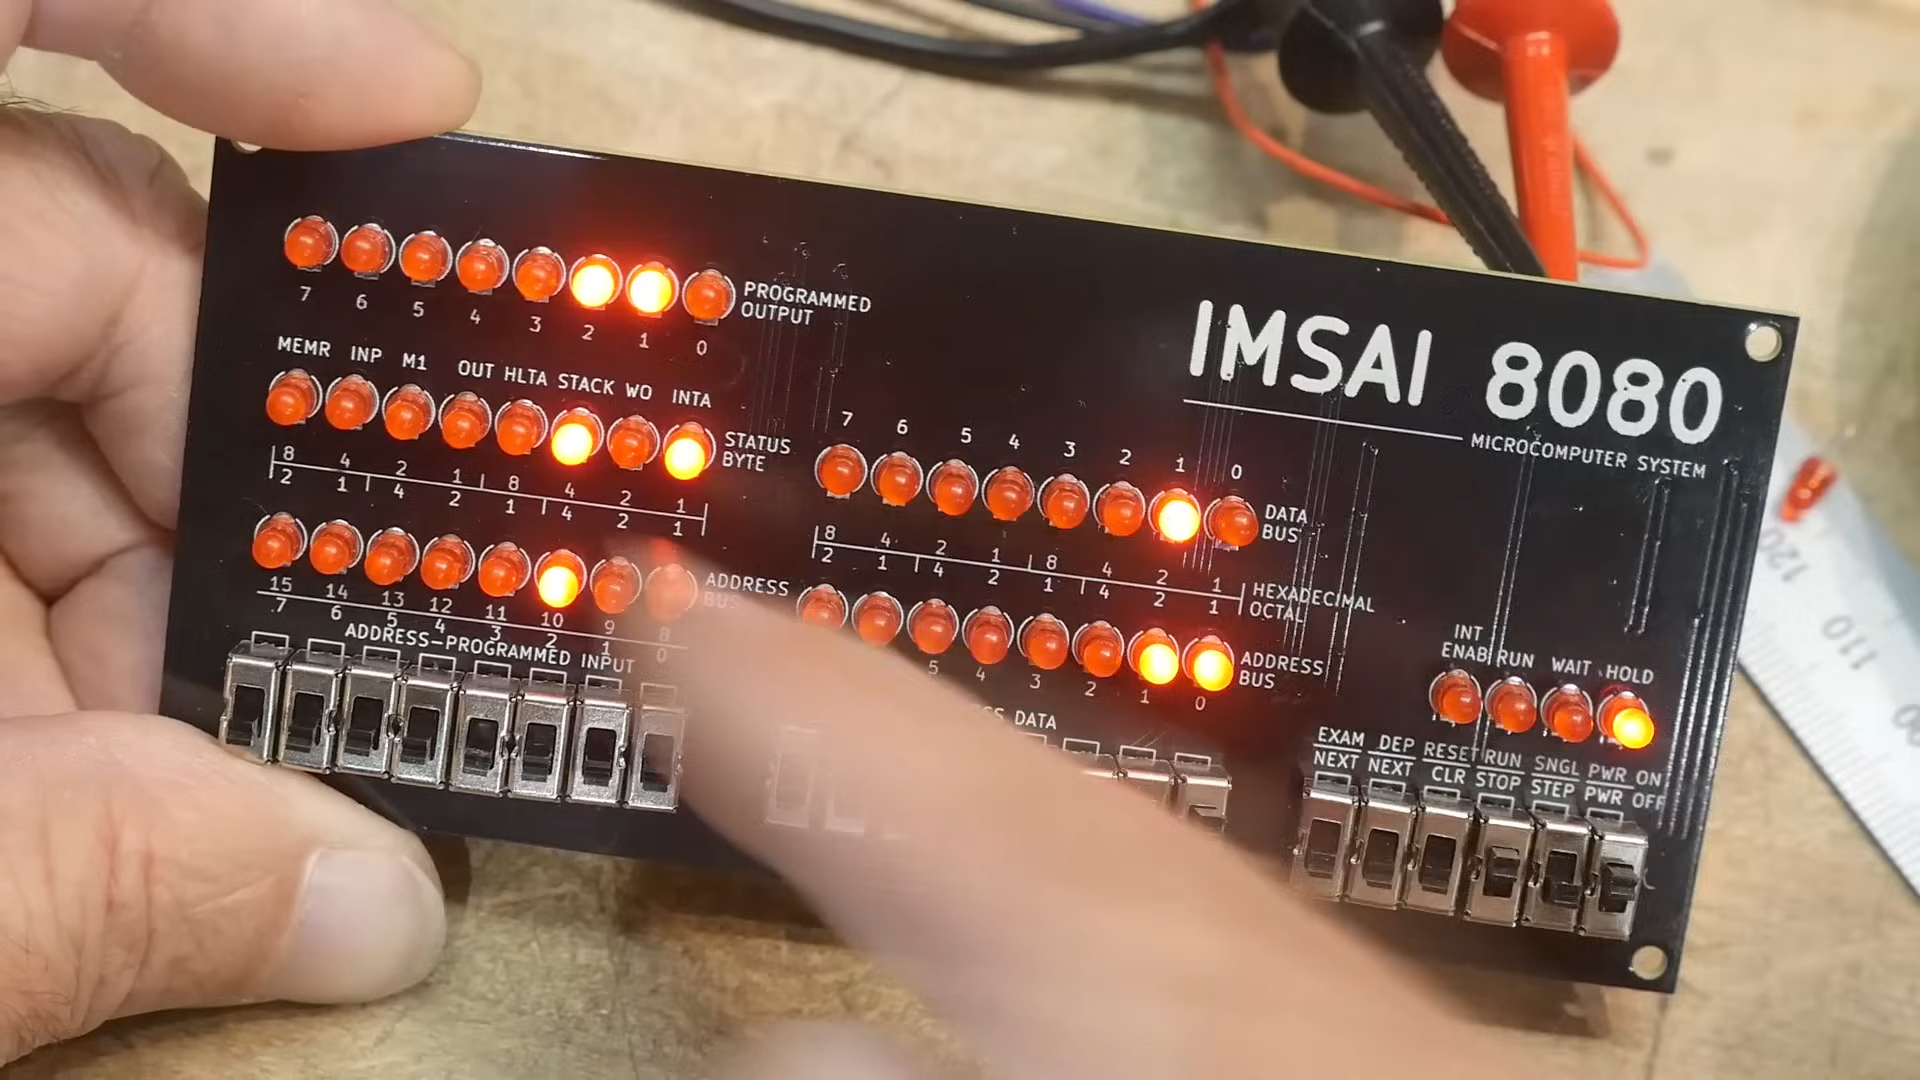 IMSAI 8080
MICROCOMPUTER SYSTEM
7 6 5 4 3 2 1 0
PROGRAMMED
OUTPUT
MEMR INP M1 OUT HLTA STACK WO INTA
STATUS
BYTE
8 4 2 1 8 4 2 1
2 1 4 2 1 4 2 1
7 6 5 4 3 2 1 0
DATA
BUS
8 4 2 1 8 4 2 1
2 1 4 2 1 4 2 1
HEXADECIMAL
OCTAL
ADDRESS
BUS
15 14 13 12 11 10 9 8
7 6 5 4 3 2 1 0
ADDRESS-PROGRAMMED INPUT
ADDRESS
BUS
5 4 3 2 1 0
DATA
INT
ENAB RUN WAIT HOLD
EXAM DEP RESET RUN SNGL PWR ON
NEXT NEXT CLR STOP STEP PWR OFF
120
110